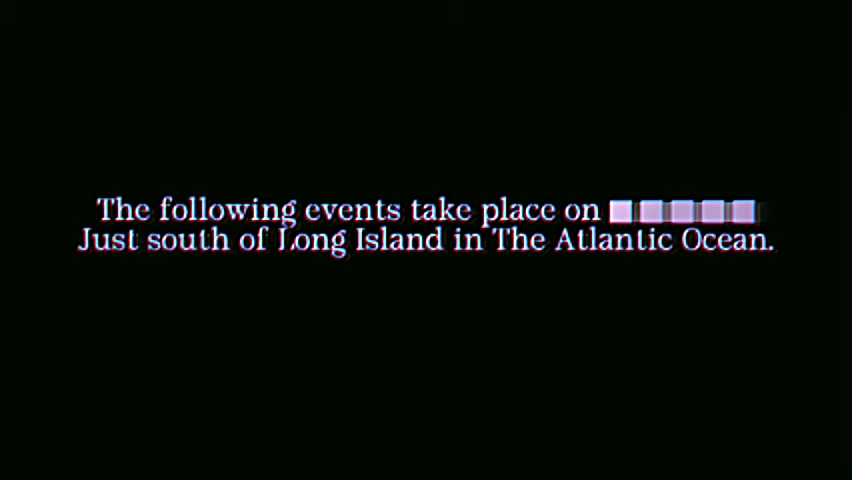 The following events take place on
Just south of Long Island in The Atlantic Ocean.